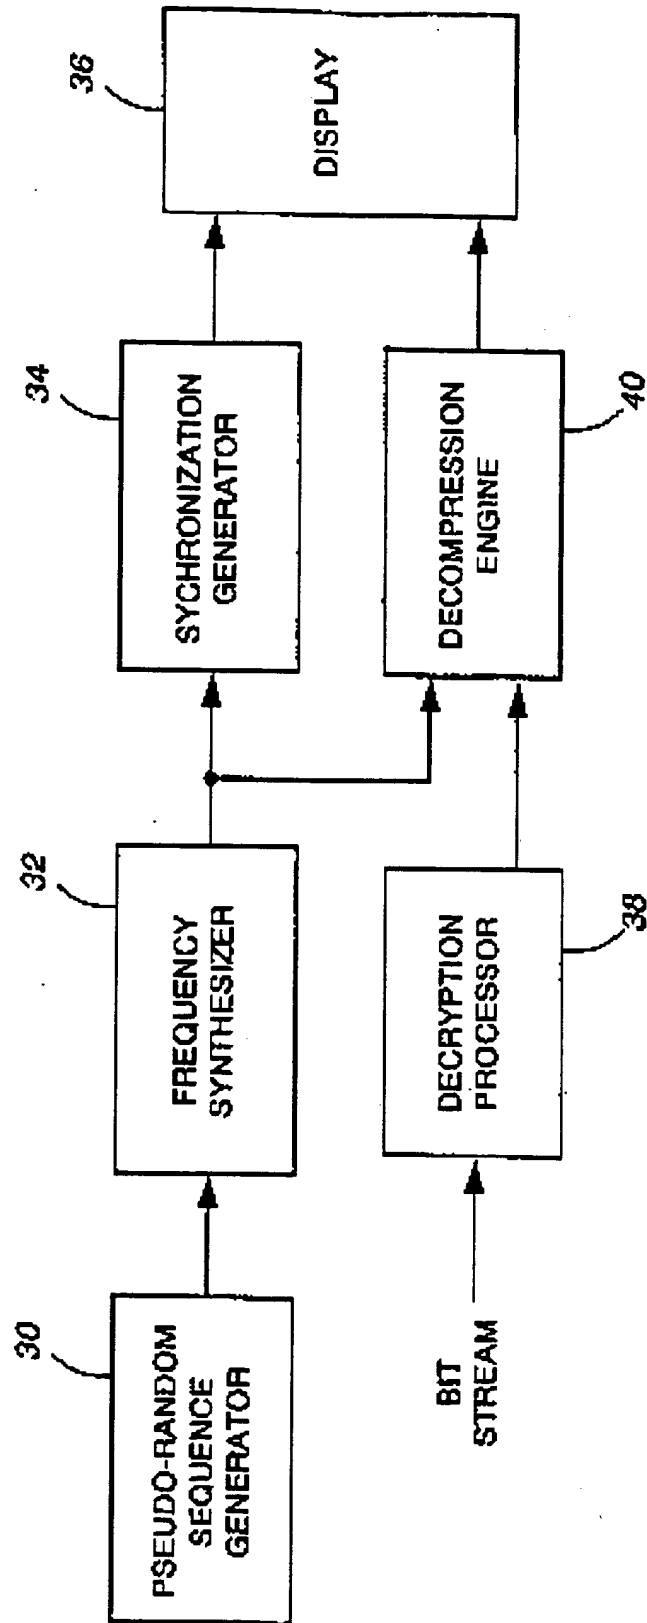 30
PSEUDO-RANDOM
SEQUENCE
GENERATOR
32
FREQUENCY
SYNTHESIZER
34
SYCHRONIZATION
GENERATOR
36
DISPLAY
BIT
STREAM
DECRYPTION
PROCESSOR
38
DECOMPRESSION
ENGINE
40